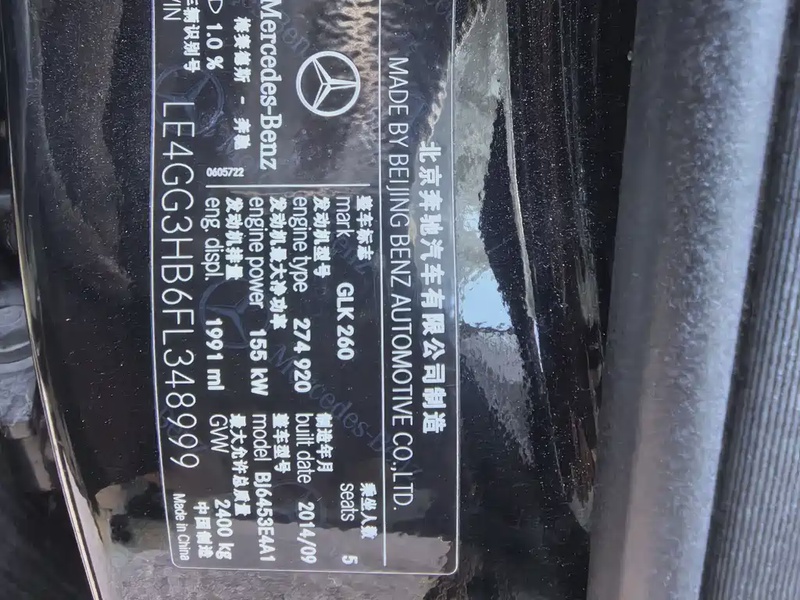 北京奔驰汽车有限公司制造
MADE BY BEIJING BENZ AUTOMOTIVE CO.,LTD.
Mercedes-Benz
梅赛德斯 - 奔驰
0605722
整车标志
mark GLK 260
乘坐人数
seats 5
发动机型号
engine type 274 920
制造年月
built date 2014/09
发动机最大净功率
engine power 155 kW
整车型号
model BJ6453E4A1
发动机排量
eng. displ. 1991 ml
最大允许总质量
GVW 2400 kg
1.0 %
车辆识别号
VIN LE4GG3HB6FL348999
中国制造
Made in China